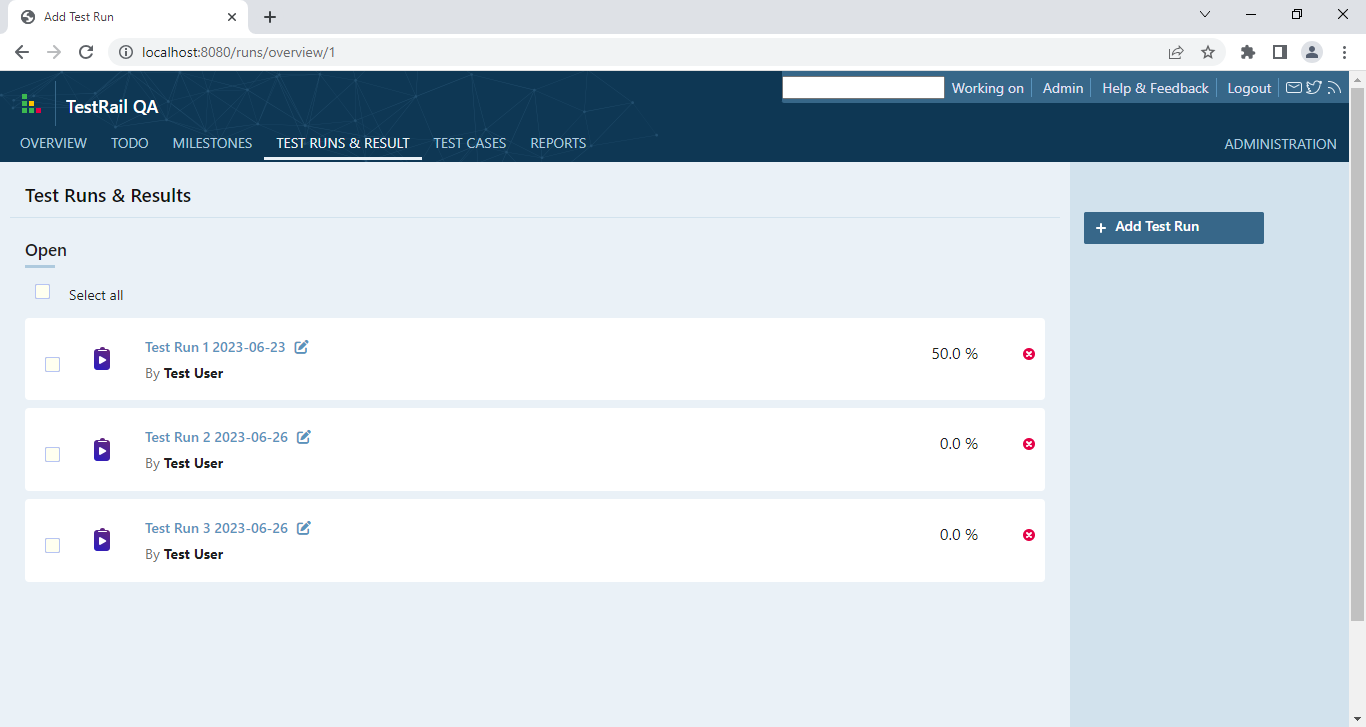 Add Test Run
localhost:8080/runs/overview/1
Working on Admin Help & Feedback Logout
TestRail QA
OVERVIEW TODO MILESTONES TEST RUNS & RESULT TEST CASES REPORTS ADMINISTRATION
Test Runs & Results
+ Add Test Run
Open
Select all
Test Run 1 2023-06-23
50.0 %
By Test User
Test Run 2 2023-06-26
0.0 %
By Test User
Test Run 3 2023-06-26
0.0 %
By Test User